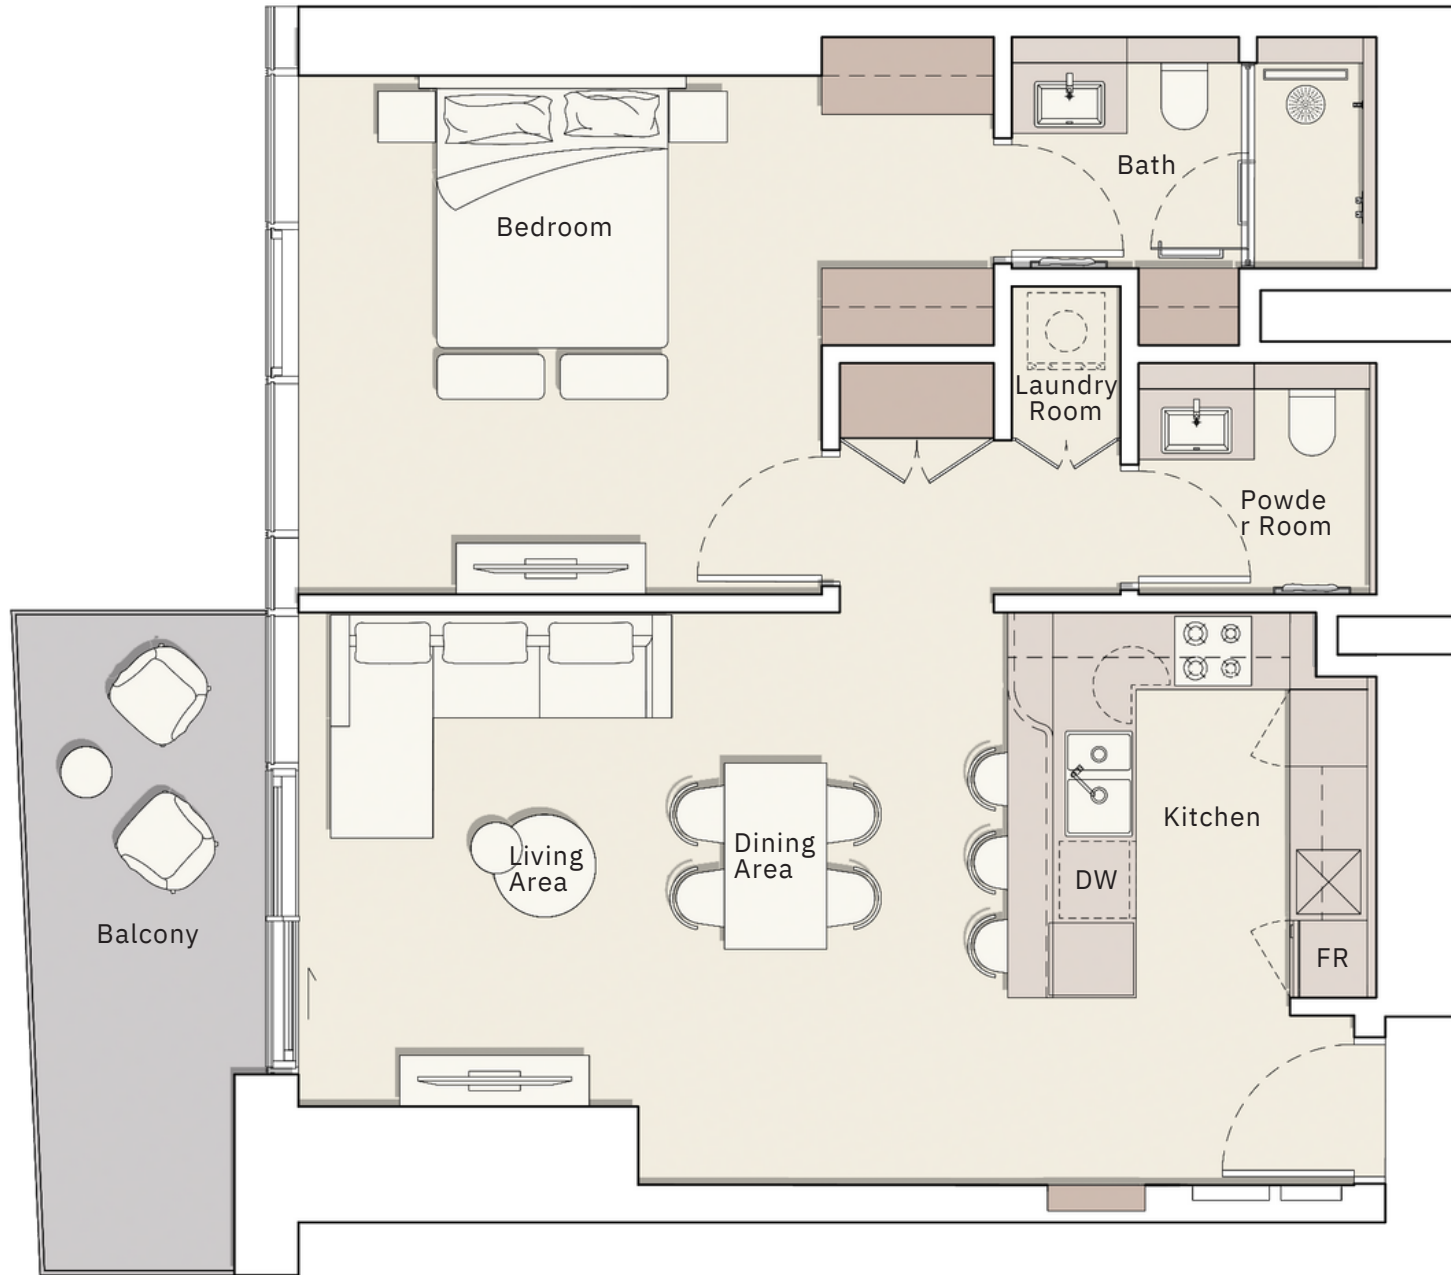 Bath
Bedroom
Laundry
Room
Powde
r Room
Kitchen
Living
Area
Dining
Area
DW
Balcony
FR